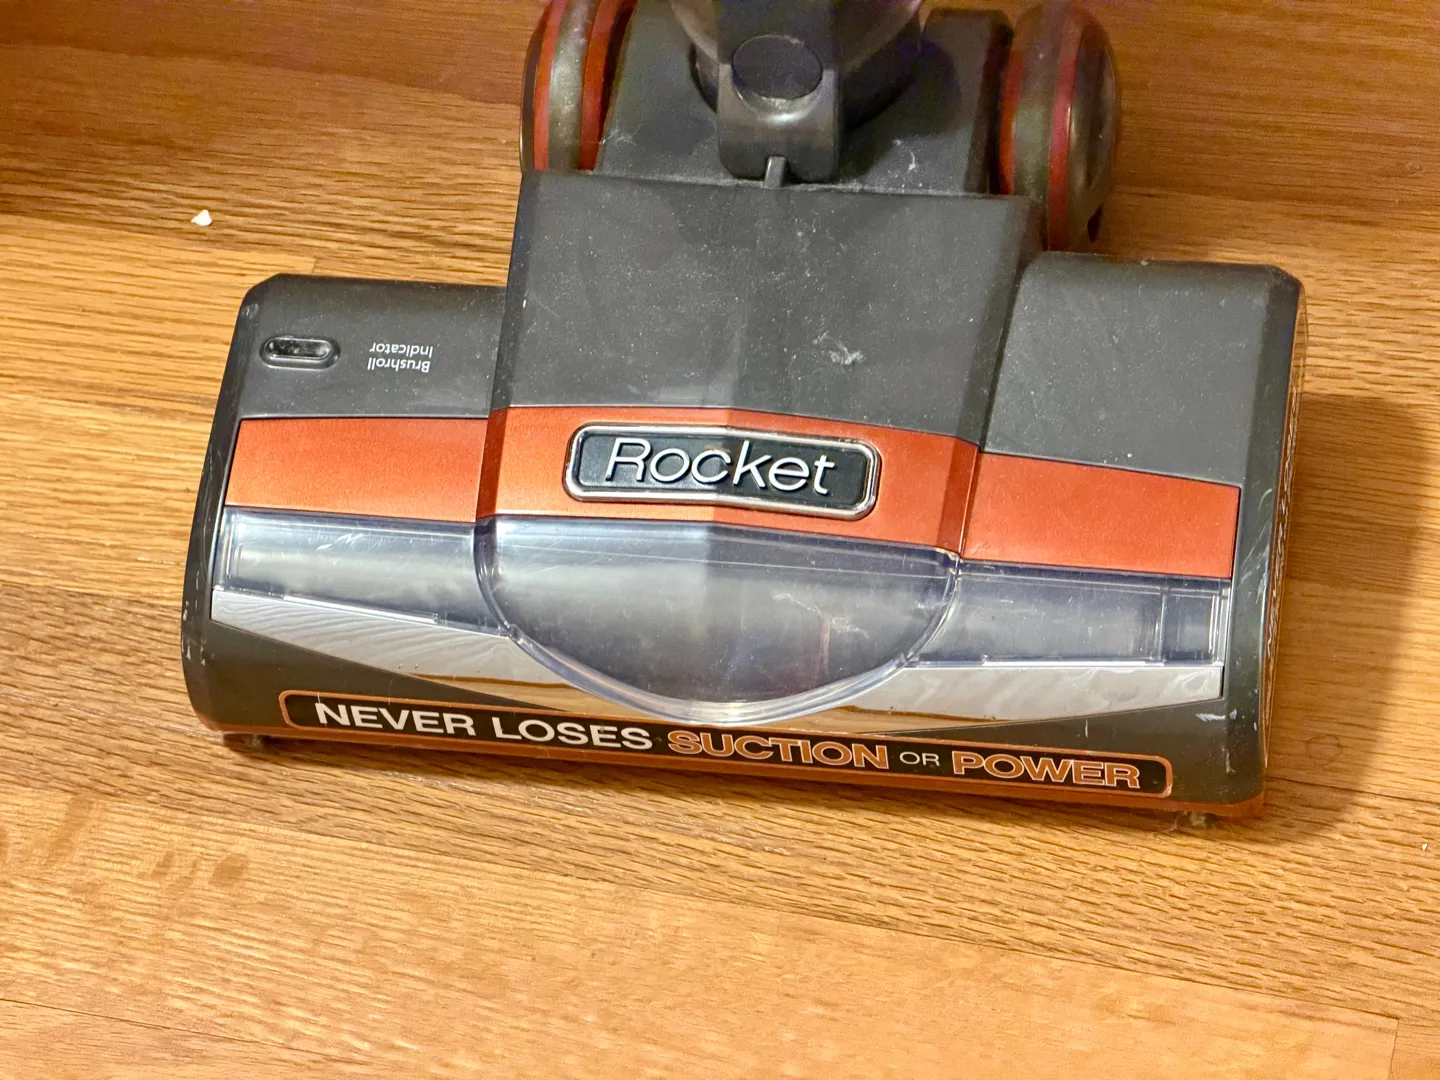 Brushroll
Indicator
Rocket
NEVER LOSES SUCTION OR POWER